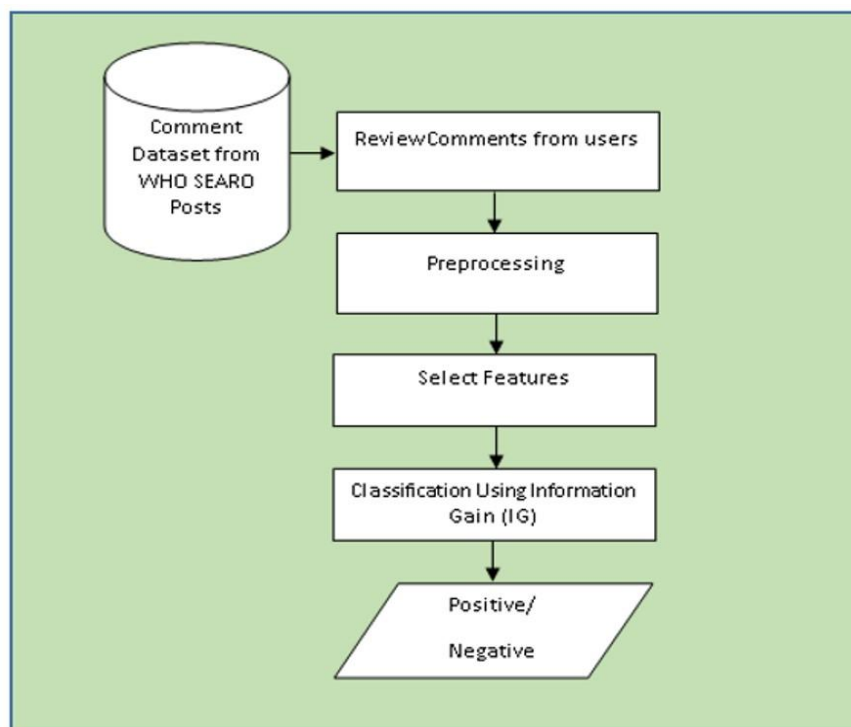 Comment
Dataset from
WHO SEARO
Posts
ReviewComments from users
Preprocessing
Select Features
Classification Using Information
Gain (IG)
Positive/
Negative